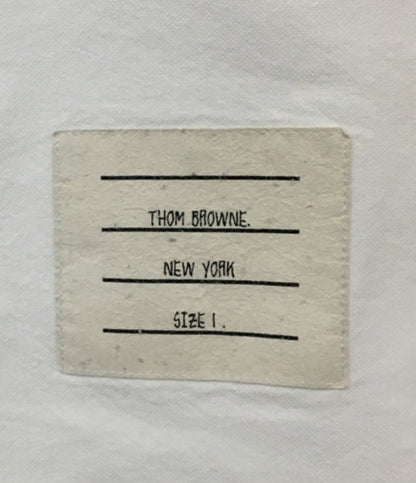 THOM BROWNE.
NEW YORK
SIZE 1.